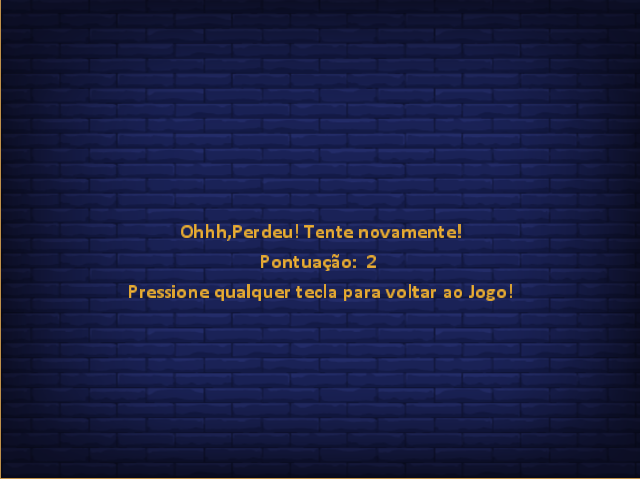 Ohhh,Perdeu! Tente novamente!
Pontuação: 2
Pressione qualquer tecla para voltar ao Jogo!